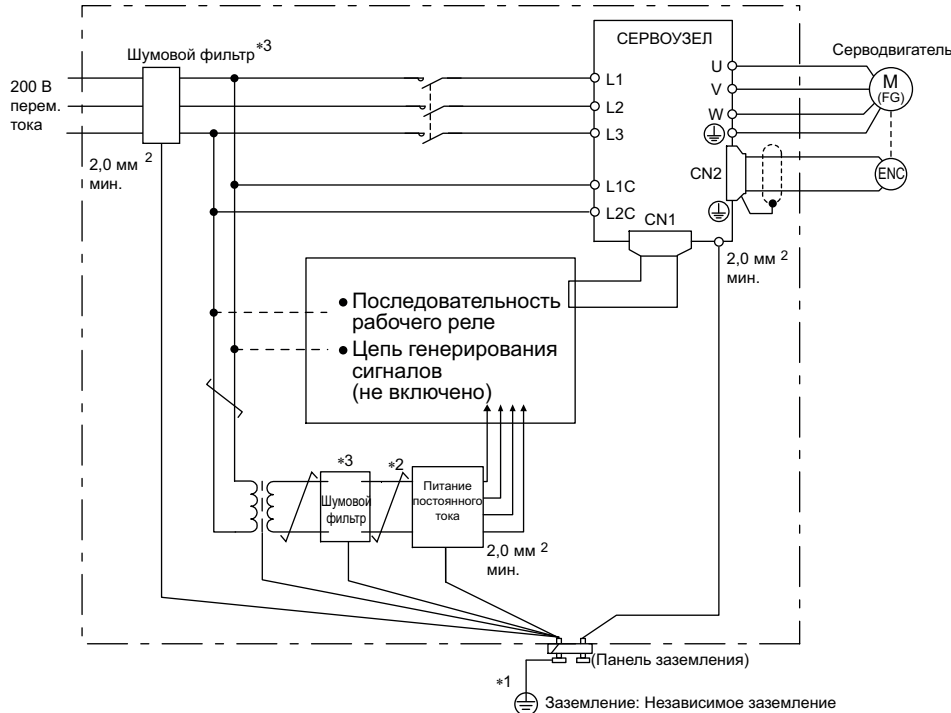 Шумовой фильтр*3
200 В
перем.
тока
2,0 мм 2
мин.
СЕРВОУЗЕЛ
L1
L2
L3
L1C
L2C
U
V
W
CN2
CN1
Серводвигатель
M
(FG)
ENC
2,0 мм 2
мин.
● Последовательность
рабочего реле
● Цепь генерирования
сигналов
(не включено)
*3
Шумовой
фильтр
*2
Питание
постоянного
тока
2,0 мм 2
мин.
(Панель заземления)
*1
Заземление: Независимое заземление